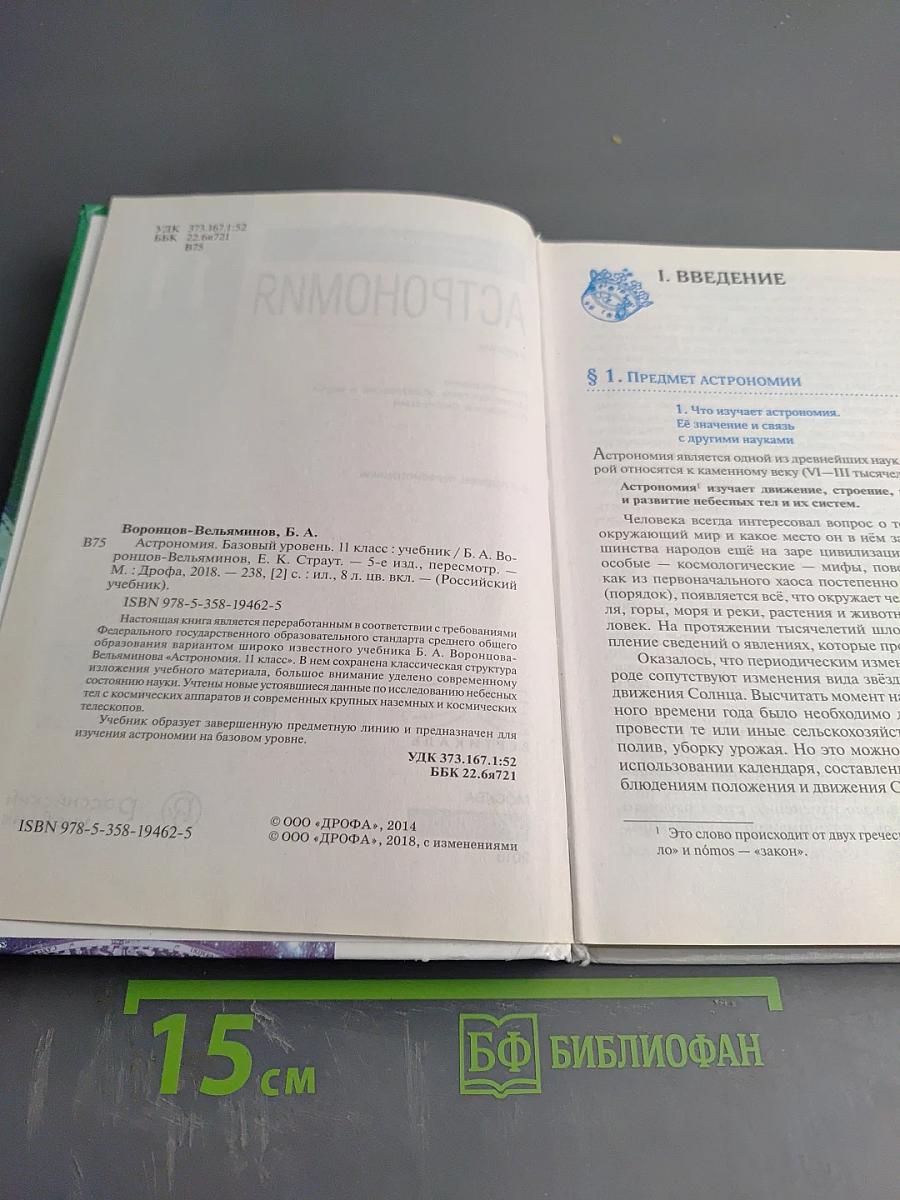 УДК 373.167.1:52
ББК 22.6я721
В75
АСТРОНОМИЯ
Воронцов-Вельяминов, Б. А.
В75 Астрономия. Базовый уровень. 11 класс : учебник / Б. А. Во-
ронцов-Вельяминов, Е. К. Страут. — 5-е изд., пересмотр. —
М. : Дрофа, 2018. — 238, [2] с. : ил., 8 л. цв. вкл. — (Российский
учебник).
ISBN 978-5-358-19462-5
Настоящая книга является переработанным в соответствии с требованиями
Федерального государственного образовательного стандарта среднего общего
образования вариантом широко известного учебника Б. А. Воронцова-
Вельяминова «Астрономия. 11 класс». В нем сохранена классическая структура
изложения учебного материала, большое внимание уделено современному
состоянию науки. Учтены новые устоявшиеся данные по исследованию небесных
тел с космических аппаратов и современных крупных наземных и космических
телескопов.
Учебник образует завершенную предметную линию и предназначен для
изучения астрономии на базовом уровне.
УДК 373.167.1:52
ББК 22.6я721
ISBN 978-5-358-19462-5
© ООО «ДРОФА», 2014
© ООО «ДРОФА», 2018, с изменениями
I. ВВЕДЕНИЕ
§ 1. Предмет астрономии
1. Что изучает астрономия.
Её значение и связь
с другими науками
Астрономия является одной из древнейших наук,
рой относятся к каменному веку (VI—III тысячел
Астрономия¹ изучает движение, строение,
и развитие небесных тел и их систем.
Человека всегда интересовал вопрос о т
окружающий мир и какое место он в нём за
шинства народов ещё на заре цивилизаци
особые — космологические — мифы, пов
как из первоначального хаоса постепенно
(порядок), появляется всё, что окружает че
ля, горы, моря и реки, растения и животн
ловек. На протяжении тысячелетий шло
пление сведений о явлениях, которые пр
Оказалось, что периодическим измен
роде сопутствуют изменения вида звёзд
движения Солнца. Высчитать момент на
ного времени года было необходимо д
провести те или иные сельскохозяйст
полив, уборку урожая. Но это можно
использовании календаря, составлен
блюдениям положения и движения С
¹ Это слово происходит от двух гречес
ло» и nómos — «закон».
15 см
БФ БИБЛИОФАН